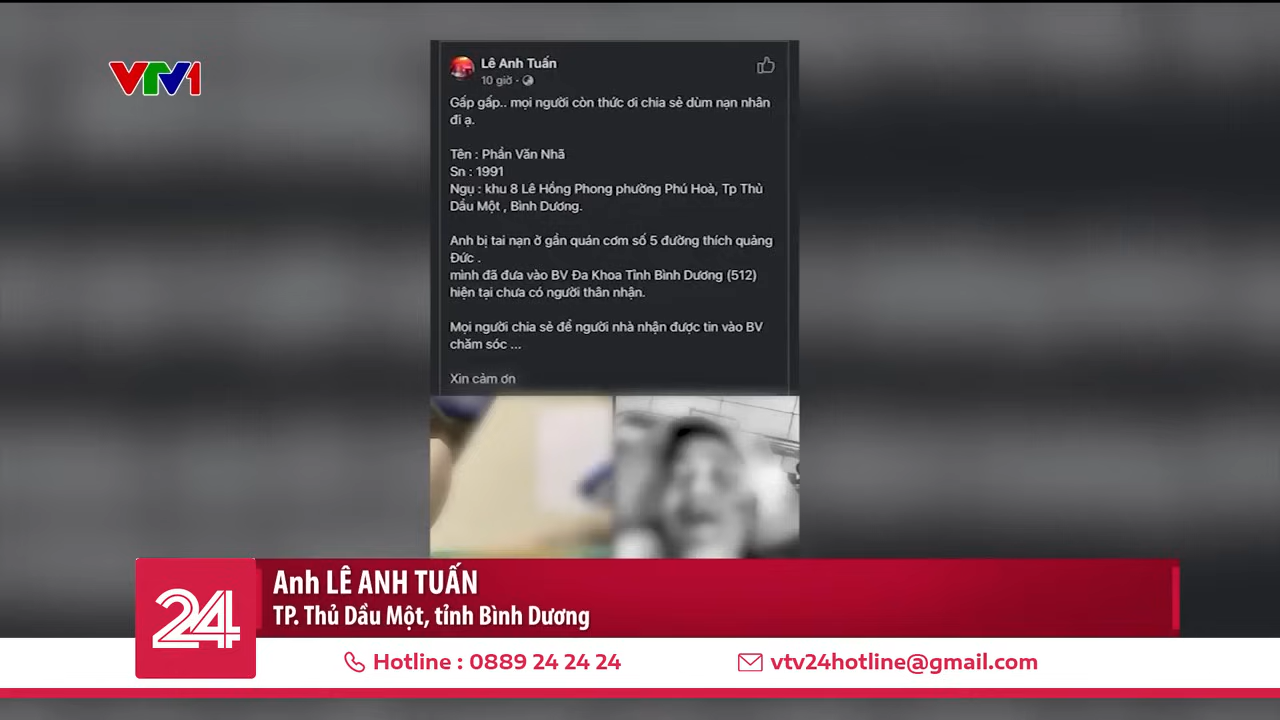 VTV1
Lê Anh Tuấn
10 giờ ·
Gấp gấp.. mọi người còn thức ơi chia sẻ dùm nạn nhân
đi ạ.
Tên : Phần Văn Nhã
Sn : 1991
Ngụ : khu 8 Lê Hồng Phong phường Phú Hoà, Tp Thủ
Dầu Một , Bình Dương.
Anh bị tai nạn ở gần quán cơm số 5 đường thích quảng
Đức .
mình đã đưa vào BV Đa Khoa Tỉnh Bình Dương (512)
hiện tại chưa có người thân nhận.
Mọi người chia sẻ để người nhà nhận được tin vào BV
chăm sóc ...
Xin cảm ơn
24
Anh LÊ ANH TUẤN
TP. Thủ Dầu Một, tỉnh Bình Dương
Hotline : 0889 24 24 24
vtv24hotline@gmail.com